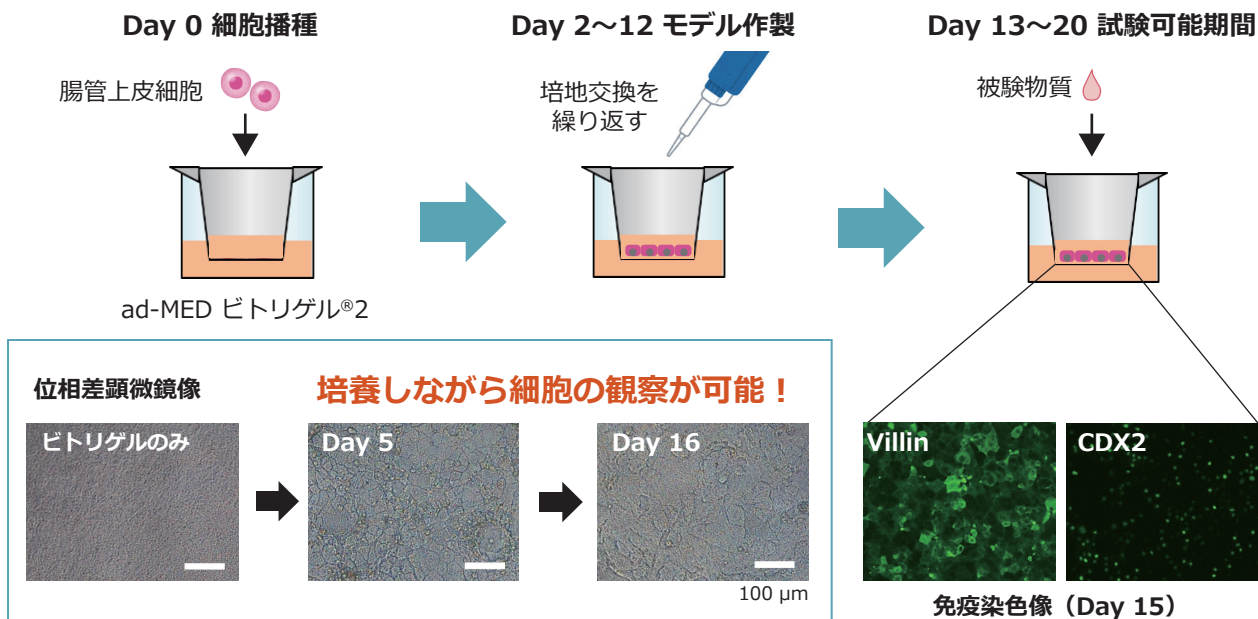 Day 0 細胞播種
腸管上皮細胞
ad-MED ビトリゲル®2
Day 2～12 モデル作製
培地交換を
繰り返す
Day 13～20 試験可能期間
被験物質
位相差顕微鏡像
培養しながら細胞の観察が可能！
ビトリゲルのみ
Day 5
Day 16
100 μm
Villin
CDX2
免疫染色像（Day 15）